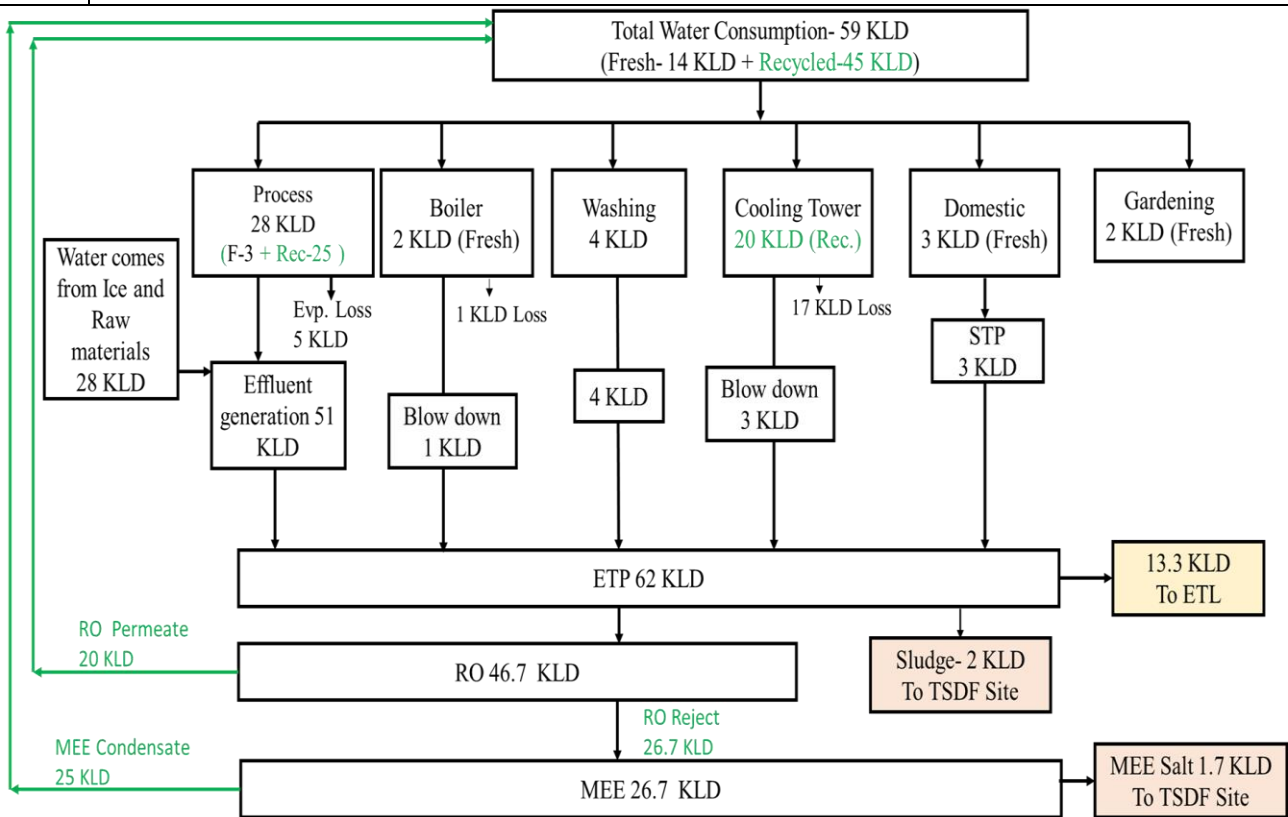 Total Water Consumption- 59 KLD
(Fresh- 14 KLD + Recycled-45 KLD)
Process
28 KLD
(F-3 + Rec-25 )
Boiler
2 KLD (Fresh)
Washing
4 KLD
Cooling Tower
20 KLD (Rec.)
Domestic
3 KLD (Fresh)
Gardening
2 KLD (Fresh)
Water comes
from Ice and
Raw
materials
28 KLD
Evp. Loss
5 KLD
1 KLD Loss
17 KLD Loss
STP
3 KLD
Effluent
generation 51
KLD
Blow down
1 KLD
4 KLD
Blow down
3 KLD
ETP 62 KLD
13.3 KLD
To ETL
RO Permeate
20 KLD
RO 46.7 KLD
Sludge- 2 KLD
To TSDF Site
RO Reject
26.7 KLD
MEE Condensate
25 KLD
MEE 26.7 KLD
MEE Salt 1.7 KLD
To TSDF Site